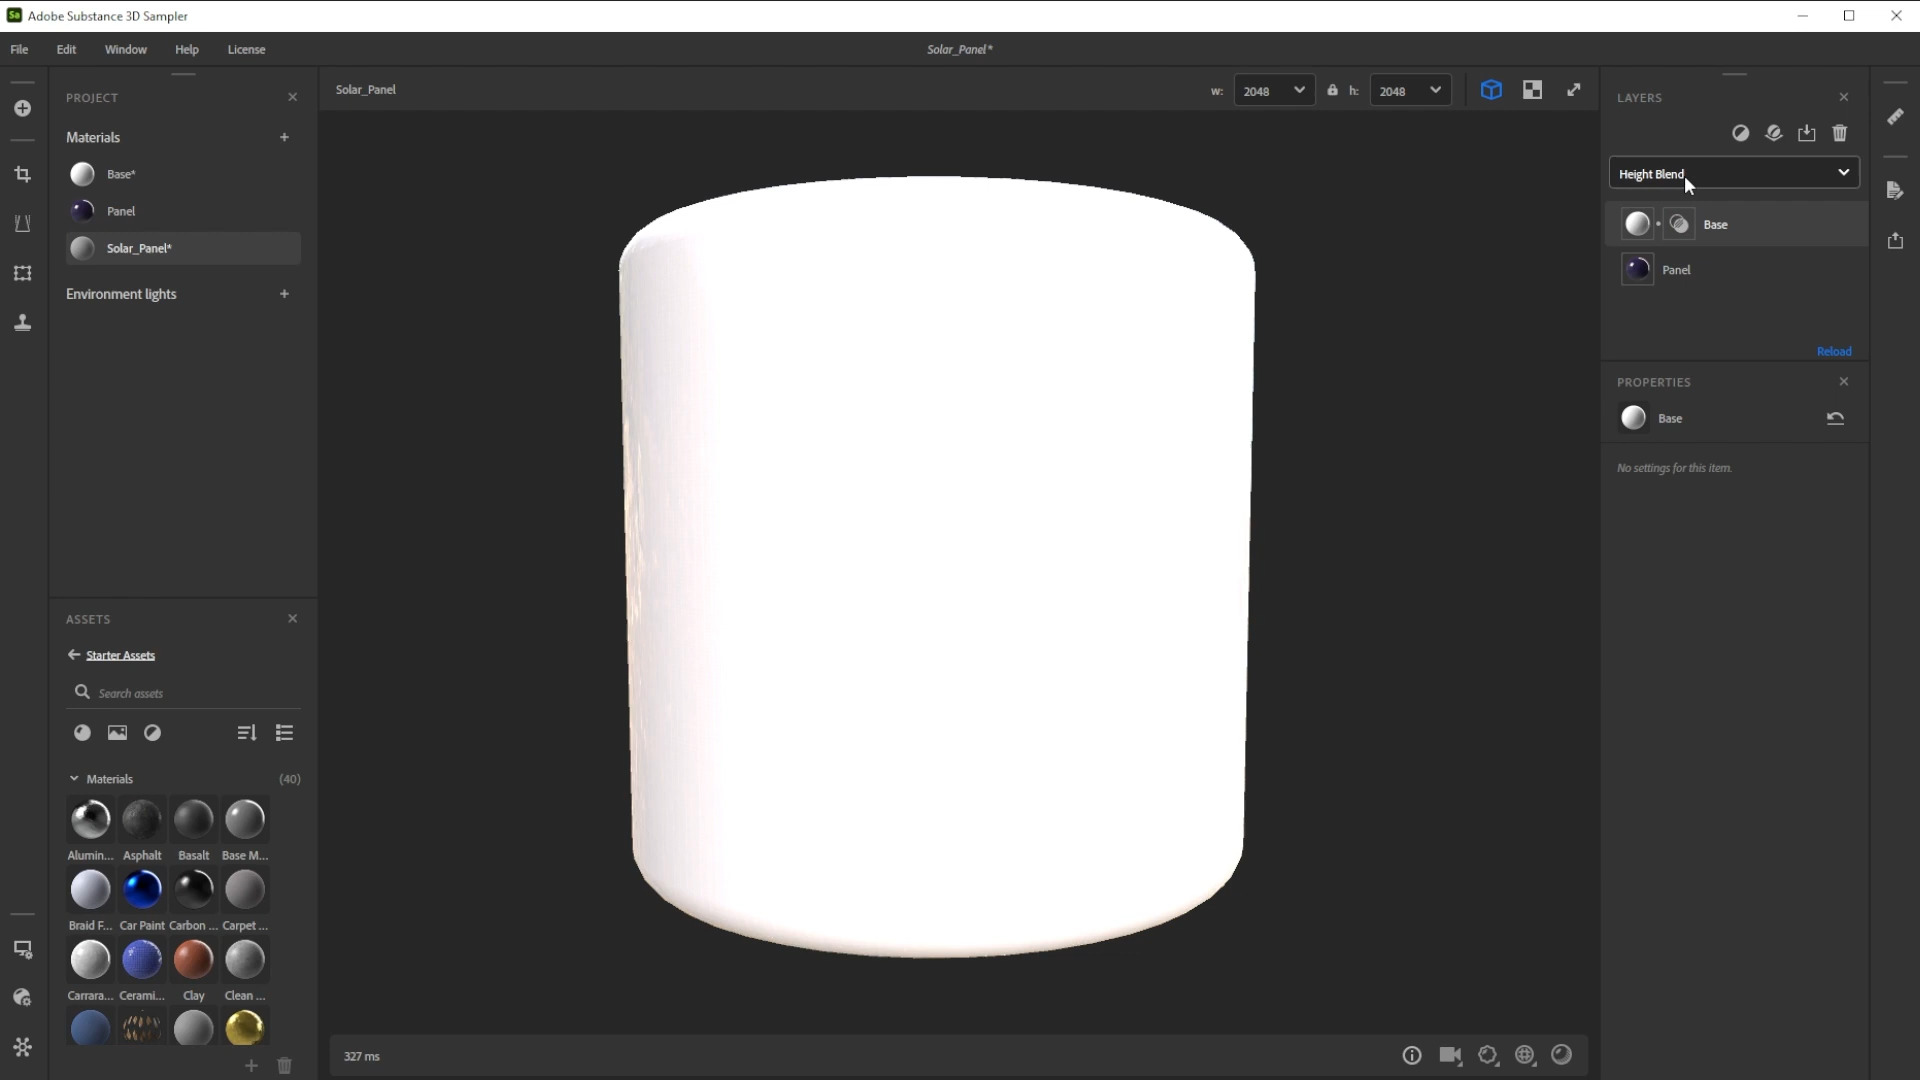 Sa Adobe Substance 3D Sampler
File Edit Window Help License Solar_Panel*
PROJECT
Materials
Base*
Panel
Solar_Panel*
Environment lights
ASSETS
Starter Assets
Search assets
Materials (40)
Alumin... Asphalt Basalt Base M...
Braid F... Car Paint Carbon ... Carpet ...
Carrara... Cerami... Clay Clean ...
Solar_Panel w: 2048 h: 2048
327 ms
LAYERS
Height Blend
Base
Panel
Reload
PROPERTIES
Base
No settings for this item.